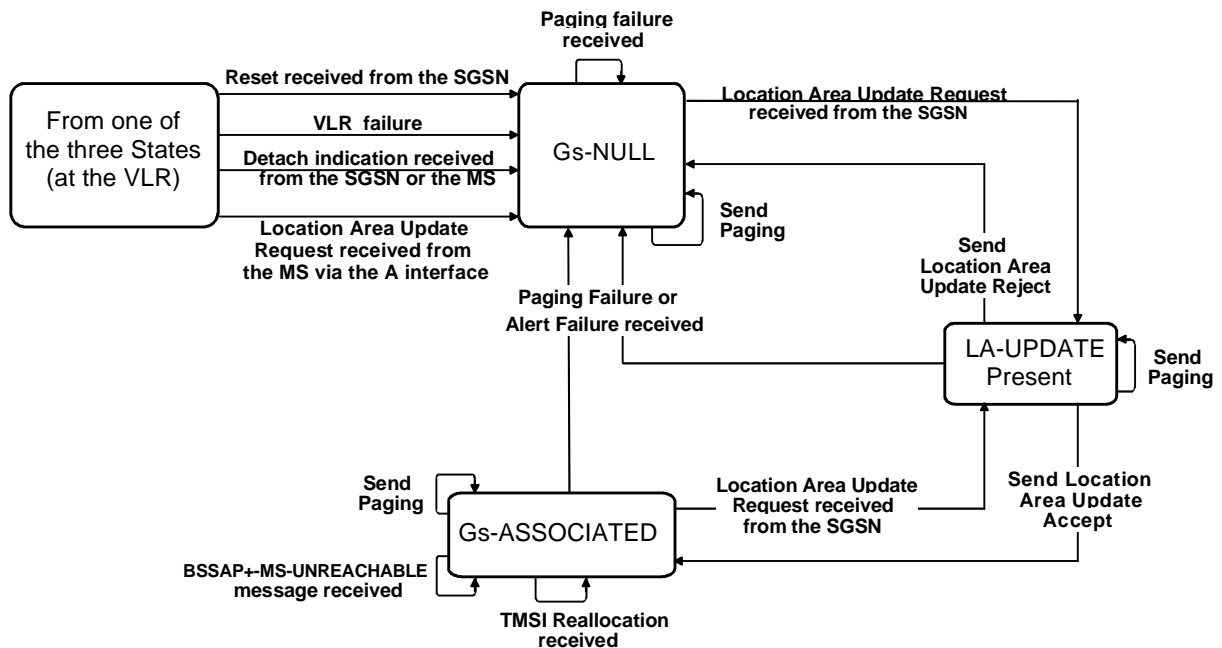 Paging failure
received
Reset received from the SGSN
From one of
the three States
(at the VLR)
VLR failure
Detach indication received
from the SGSN or the MS
Location Area Update
Request received from
the MS via the A interface
Gs-NULL
Location Area Update Request
received from the SGSN
Send
Paging
Send
Location Area
Update Reject
Paging Failure or
Alert Failure received
LA-UPDATE
Present
Send
Paging
Send
Paging
Gs-ASSOCIATED
Location Area Update
Request received
from the SGSN
Send Location
Area Update
Accept
BSSAP+-MS-UNREACHABLE
message received
TMSI Reallocation
received